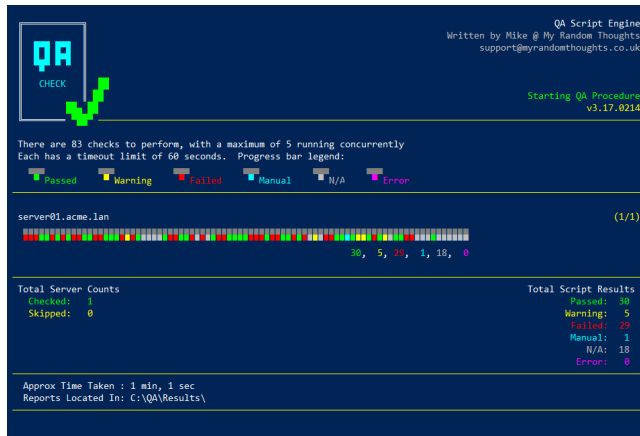 QA
CHECK
QA Script Engine
Written by Mike @ My Random Thoughts
support@myrandomthoughts.co.uk
Starting QA Procedure
v3.17.0214
There are 83 checks to perform, with a maximum of 5 running concurrently
Each has a timeout limit of 60 seconds.  Progress bar legend:
Passed Warning Failed Manual N/A Error
server01.acme.lan (1/1)
30, 5, 29, 1, 18, 0
Total Server Counts
Checked: 1
Skipped: 0
Total Script Results
Passed: 30
Warning: 5
Failed: 29
Manual: 1
N/A: 18
Error: 0
Approx Time Taken : 1 min, 1 sec
Reports Located In: C:\QA\Results\